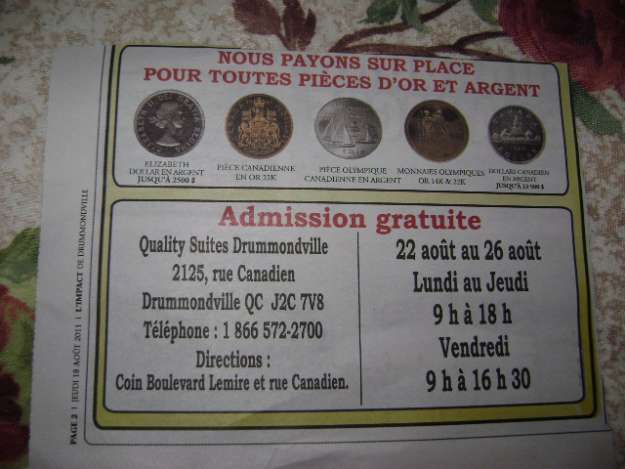 NOUS PAYONS SUR PLACE
POUR TOUTES PIÈCES D'OR ET ARGENT
ELIZABETH
DOLLAR EN ARGENT
JUSQU'À 2500 $
PIÈCE CANADIENNE
EN OR 22K
PIÈCE OLYMPIQUE
CANADIENNE EN ARGENT
MONNAIES OLYMPIQUES
OR 14K & 22K
DOLLARS CANADIEN
EN ARGENT
JUSQU'À $
Admission gratuite
Quality Suites Drummondville
2125, rue Canadien
Drummondville QC J2C 7V8
Téléphone : 1 866 572-2700
Directions :
Coin Boulevard Lemire et rue Canadien.
22 août au 26 août
Lundi au Jeudi
9 h à 18 h
Vendredi
9 h à 16 h 30
PAGE 2 | JEUDI 18 AOÛT 2011 | L'IMPACT DE DRUMMONDVILLE